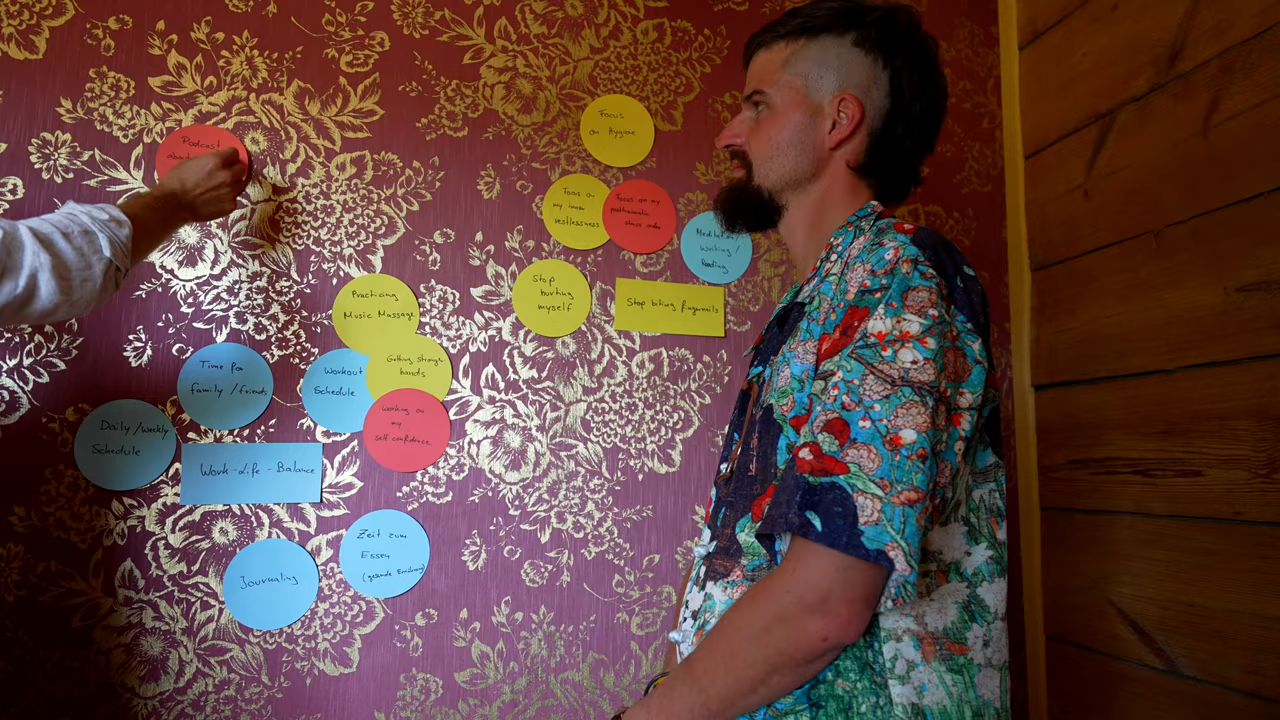 Podcast
Focus
on Hygiene
Focus on
my inner
restlessness
Focus on my
stress order
Meditation /
Writing /
Reading
Stop
hurting
myself
Stop biting fingernails
Practicing
Music Massage
Getting stronger
hands
Workout
Schedule
Working on
my
self confidence
Time for
family / friends
Daily / Weekly
Schedule
Work - Life - Balance
Zeit zum
Essen
(gesunde Ernährung)
Journaling